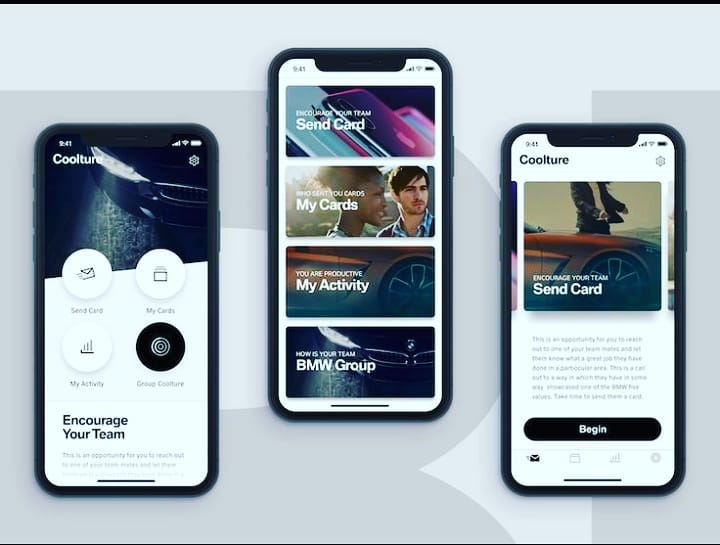 9:41
Coolture
Send Card
My Cards
My Activity
Group Coolture
Encourage
Your Team
This is an opportunity for you to reach
out to one of your team mates and let
9:41
ENCOURAGE YOUR TEAM
Send Card
WHO SENT YOU CARDS
My Cards
YOU ARE PRODUCTIVE
My Activity
HOW IS YOUR TEAM
BMW Group
9:41
Coolture
ENCOURAGE YOUR TEAM
Send Card
This is an opportunity for you to reach
out to one of your team mates and let
them know what a great job they have
done in a particular area. This is a call
out to a way in which they have in some
way showcased one of the BMW five
values. Take time to send them a card.
Begin